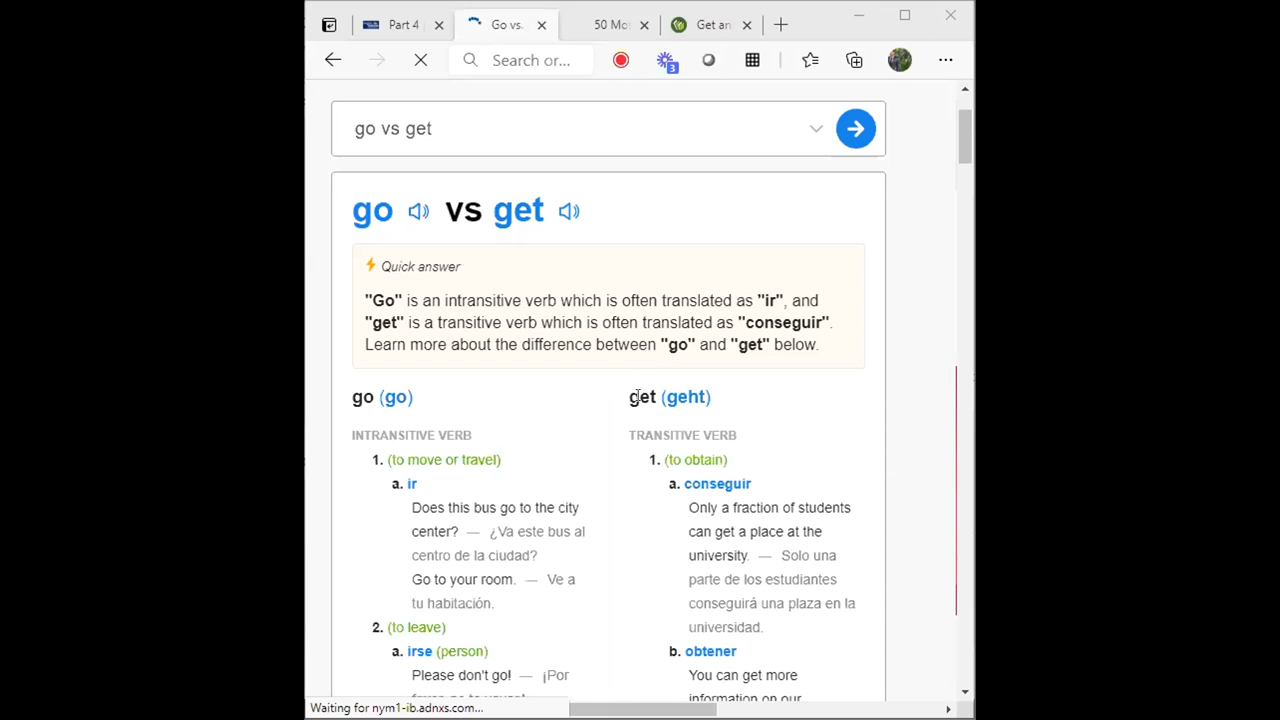 Part 4
Go vs.
50 Mo
Get an
Search or...
3
go vs get
go vs get
Quick answer
"Go" is an intransitive verb which is often translated as "ir", and
"get" is a transitive verb which is often translated as "conseguir".
Learn more about the difference between "go" and "get" below.
go (go)
INTRANSITIVE VERB
1. (to move or travel)
a. ir
Does this bus go to the city
center? — ¿Va este bus al
centro de la ciudad?
Go to your room. — Ve a
tu habitación.
2. (to leave)
a. irse (person)
Please don't go! — ¡Por
get (geht)
TRANSITIVE VERB
1. (to obtain)
a. conseguir
Only a fraction of students
can get a place at the
university. — Solo una
parte de los estudiantes
conseguirá una plaza en la
universidad.
b. obtener
You can get more
information on our
Waiting for nym1-ib.adnxs.com...